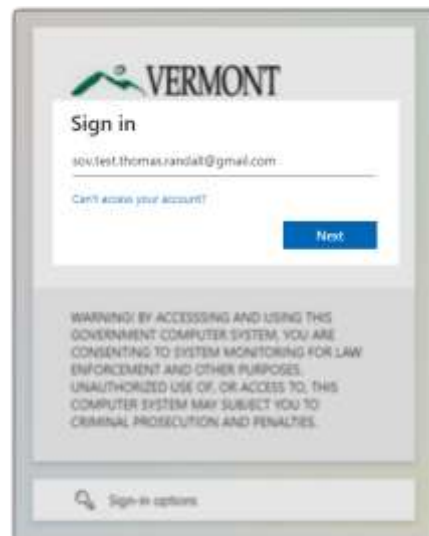 VERMONT
Sign in
sov.test.thomas.randall@gmail.com
Can't access your account?
Next
WARNING! BY ACCESSSING AND USING THIS
GOVERNMENT COMPUTER SYSTEM, YOU ARE
CONSENTING TO SYSTEM MONITORING FOR LAW
ENFORCEMENT AND OTHER PURPOSES.
UNAUTHORIZED USE OF, OR ACCESS TO, THIS
COMPUTER SYSTEM MAY SUBJECT YOU TO
CRIMINAL PROSECUTION AND PENALTIES.
Sign-in options